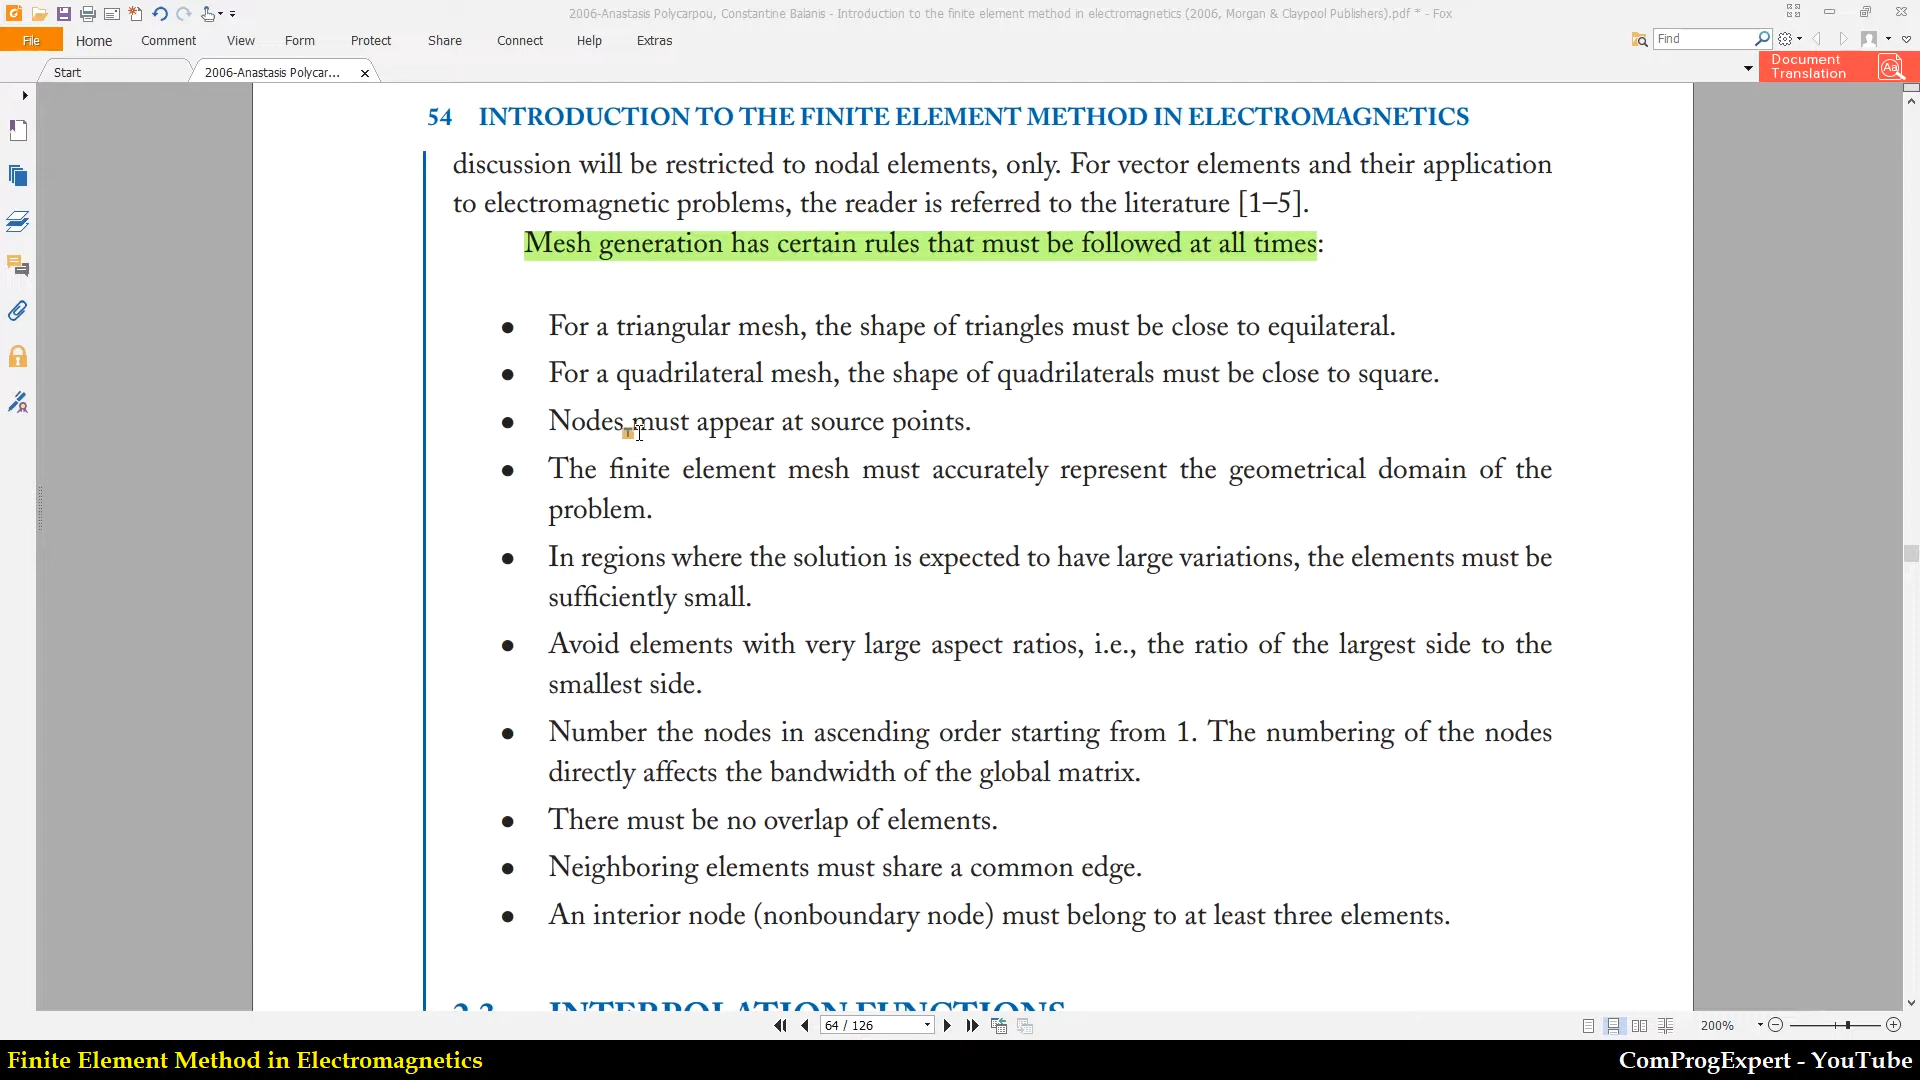 2006-Anastasis Polycarpou, Constantine Balanis - Introduction to the finite element method in electromagnetics (2006, Morgan & Claypool Publishers).pdf * - Fox
File Home Comment View Form Protect Share Connect Help Extras Find
Start 2006-Anastasis Polycar... Document
Translation
54 INTRODUCTION TO THE FINITE ELEMENT METHOD IN ELECTROMAGNETICS
discussion will be restricted to nodal elements, only. For vector elements and their application
to electromagnetic problems, the reader is referred to the literature [1–5].
Mesh generation has certain rules that must be followed at all times:
● For a triangular mesh, the shape of triangles must be close to equilateral.
● For a quadrilateral mesh, the shape of quadrilaterals must be close to square.
● Nodes must appear at source points.
● The finite element mesh must accurately represent the geometrical domain of the
problem.
● In regions where the solution is expected to have large variations, the elements must be
sufficiently small.
● Avoid elements with very large aspect ratios, i.e., the ratio of the largest side to the
smallest side.
● Number the nodes in ascending order starting from 1. The numbering of the nodes
directly affects the bandwidth of the global matrix.
● There must be no overlap of elements.
● Neighboring elements must share a common edge.
● An interior node (nonboundary node) must belong to at least three elements.
2.3 INTERPOLATION FUNCTIONS
64 / 126 200%
Finite Element Method in Electromagnetics ComProgExpert - YouTube